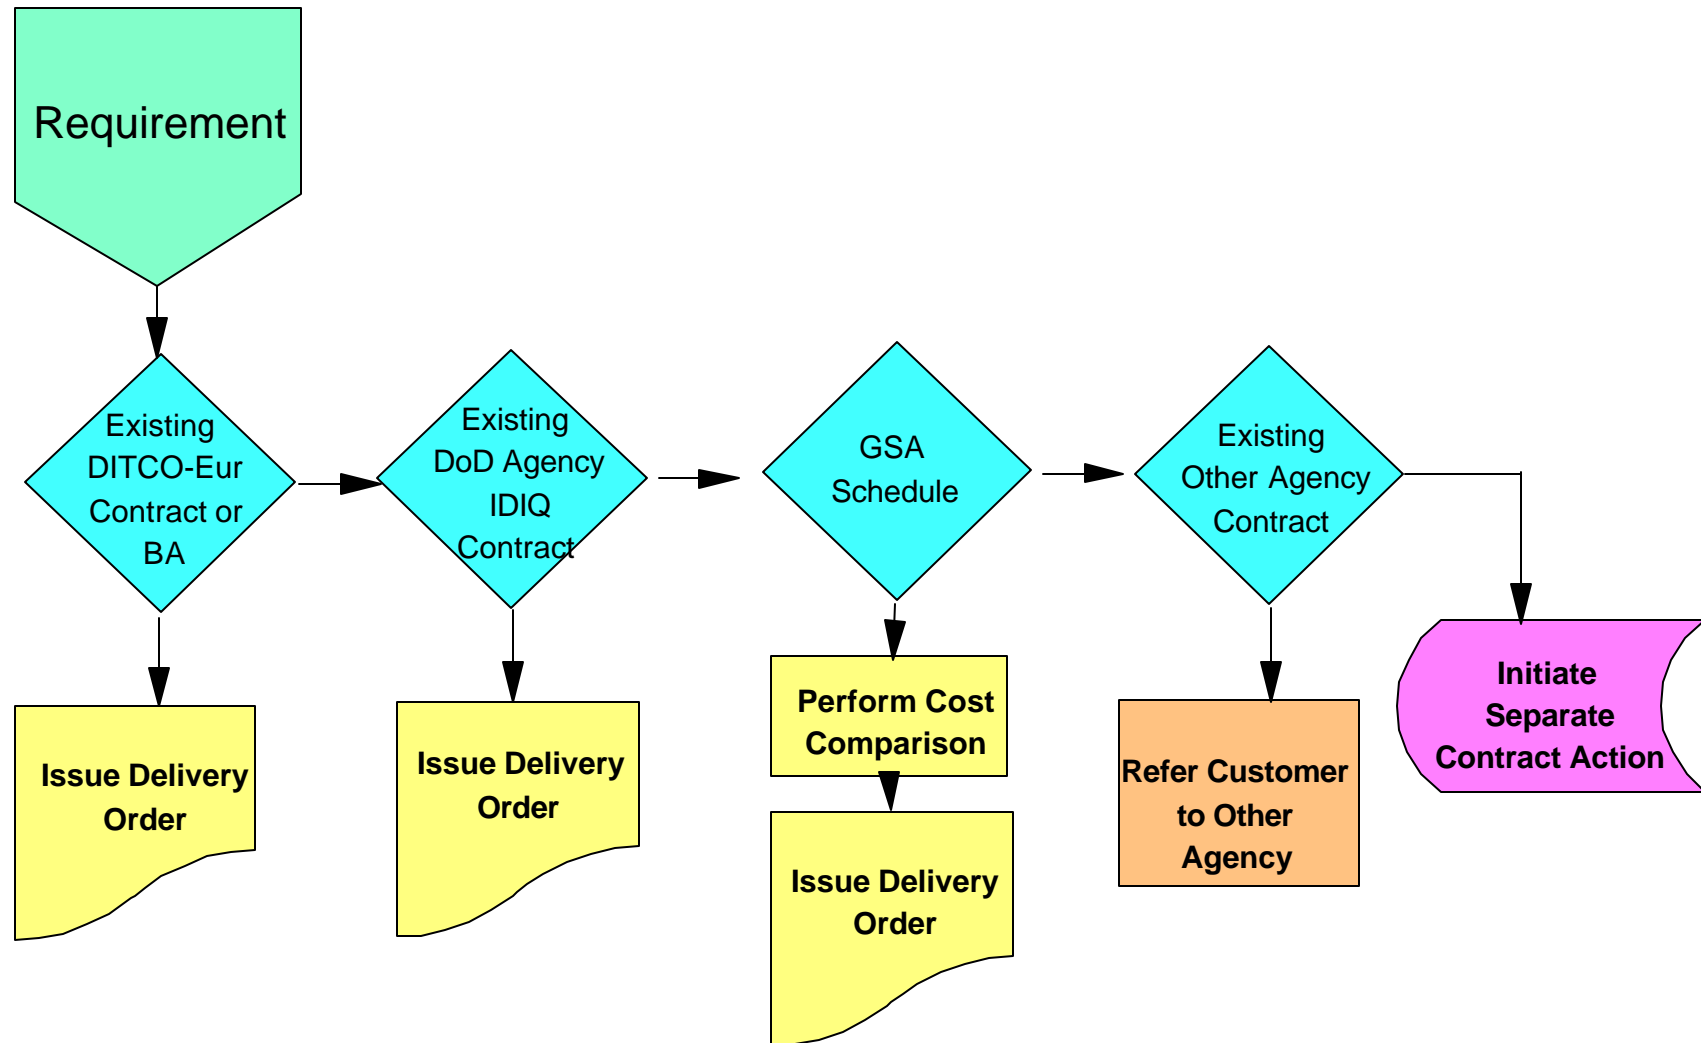 Requirement
Existing
DITCO-Eur
Contract or
BA
Existing
DoD Agency
IDIQ
Contract
GSA
Schedule
Existing
Other Agency
Contract
Issue Delivery
Order
Issue Delivery
Order
Perform Cost
Comparison
Issue Delivery
Order
Refer Customer
to Other
Agency
Initiate
Separate
Contract Action